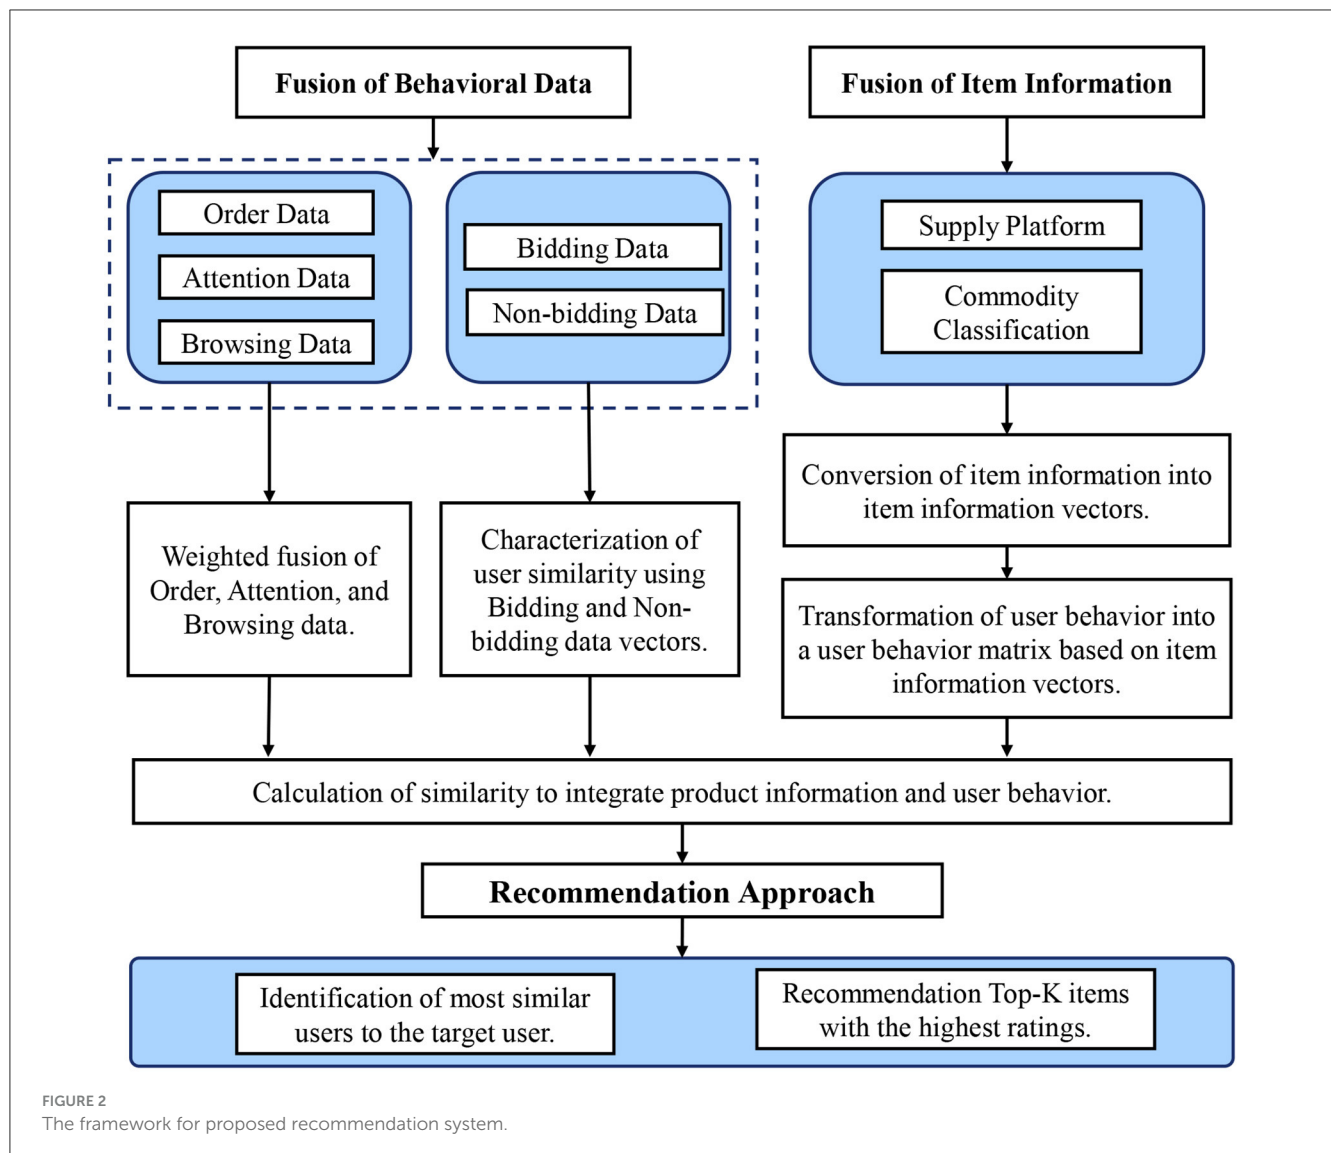 Fusion of Behavioral Data
Fusion of Item Information
Order Data
Attention Data
Browsing Data
Bidding Data
Non-bidding Data
Supply Platform
Commodity
Classification
Weighted fusion of
Order, Attention, and
Browsing data.
Characterization of
user similarity using
Bidding and Non-
bidding data vectors.
Conversion of item information into
item information vectors.
Transformation of user behavior into
a user behavior matrix based on item
information vectors.
Calculation of similarity to integrate product information and user behavior.
Recommendation Approach
Identification of most similar
users to the target user.
Recommendation Top-K items
with the highest ratings.
FIGURE 2
The framework for proposed recommendation system.